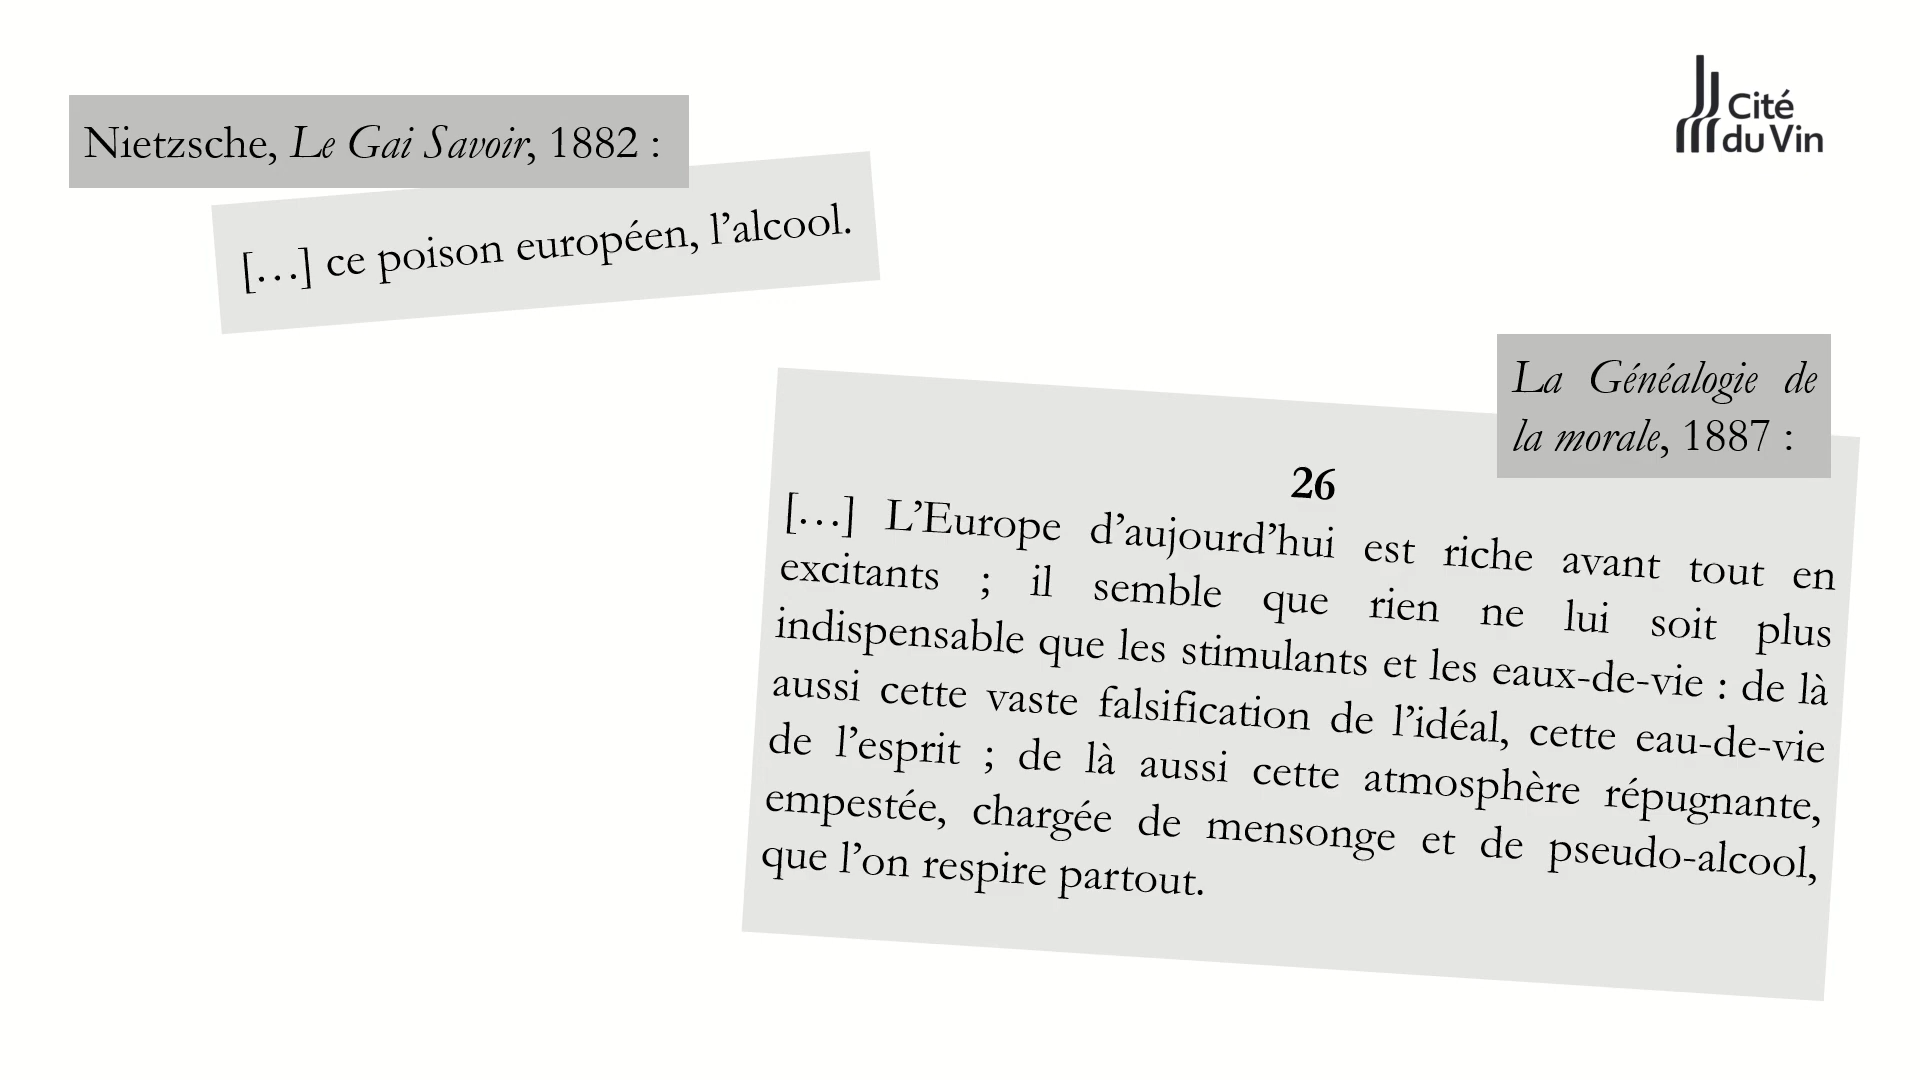 Nietzsche, Le Gai Savoir, 1882 :
[…] ce poison européen, l’alcool.
Cité
du Vin
La Généalogie de
la morale, 1887 :
26
[…] L’Europe d’aujourd’hui est riche avant tout en
excitants ; il semble que rien ne lui soit plus
indispensable que les stimulants et les eaux-de-vie : de là
aussi cette vaste falsification de l’idéal, cette eau-de-vie
de l’esprit ; de là aussi cette atmosphère répugnante,
empestée, chargée de mensonge et de pseudo-alcool,
que l’on respire partout.